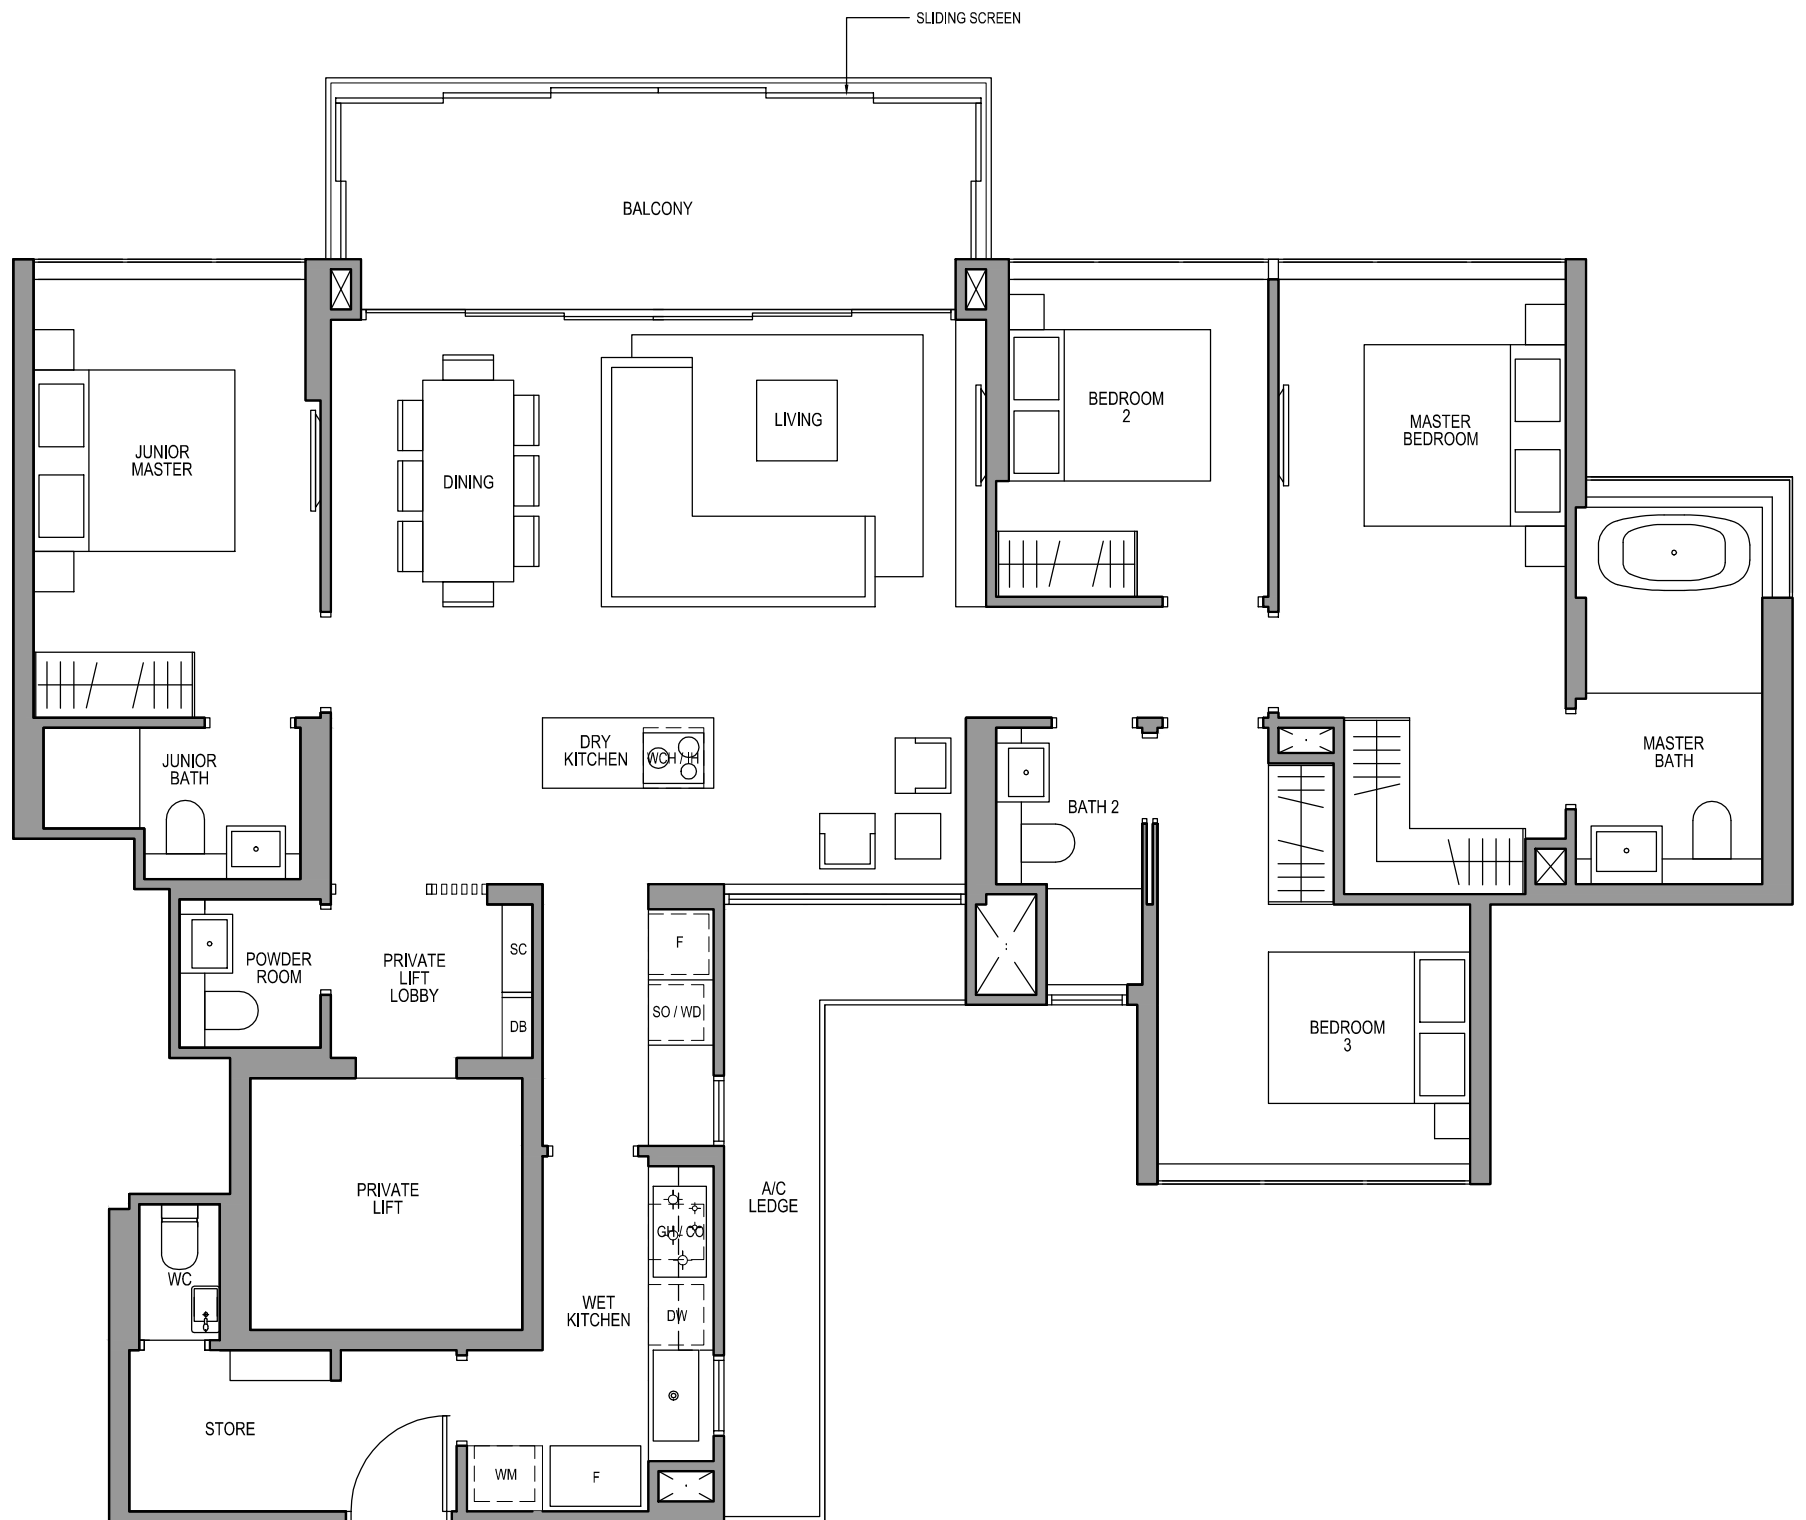 SLIDING SCREEN
BALCONY
JUNIOR
MASTER
DINING
LIVING
BEDROOM
2
MASTER
BEDROOM
JUNIOR
BATH
DRY
KITCHEN
WCH / IH
BATH 2
MASTER
BATH
POWDER
ROOM
PRIVATE
LIFT
LOBBY
SC
DB
F
SO / WD
BEDROOM
3
PRIVATE
LIFT
A/C
LEDGE
GH / CO
WC
WET
KITCHEN
DW
STORE
WM
F